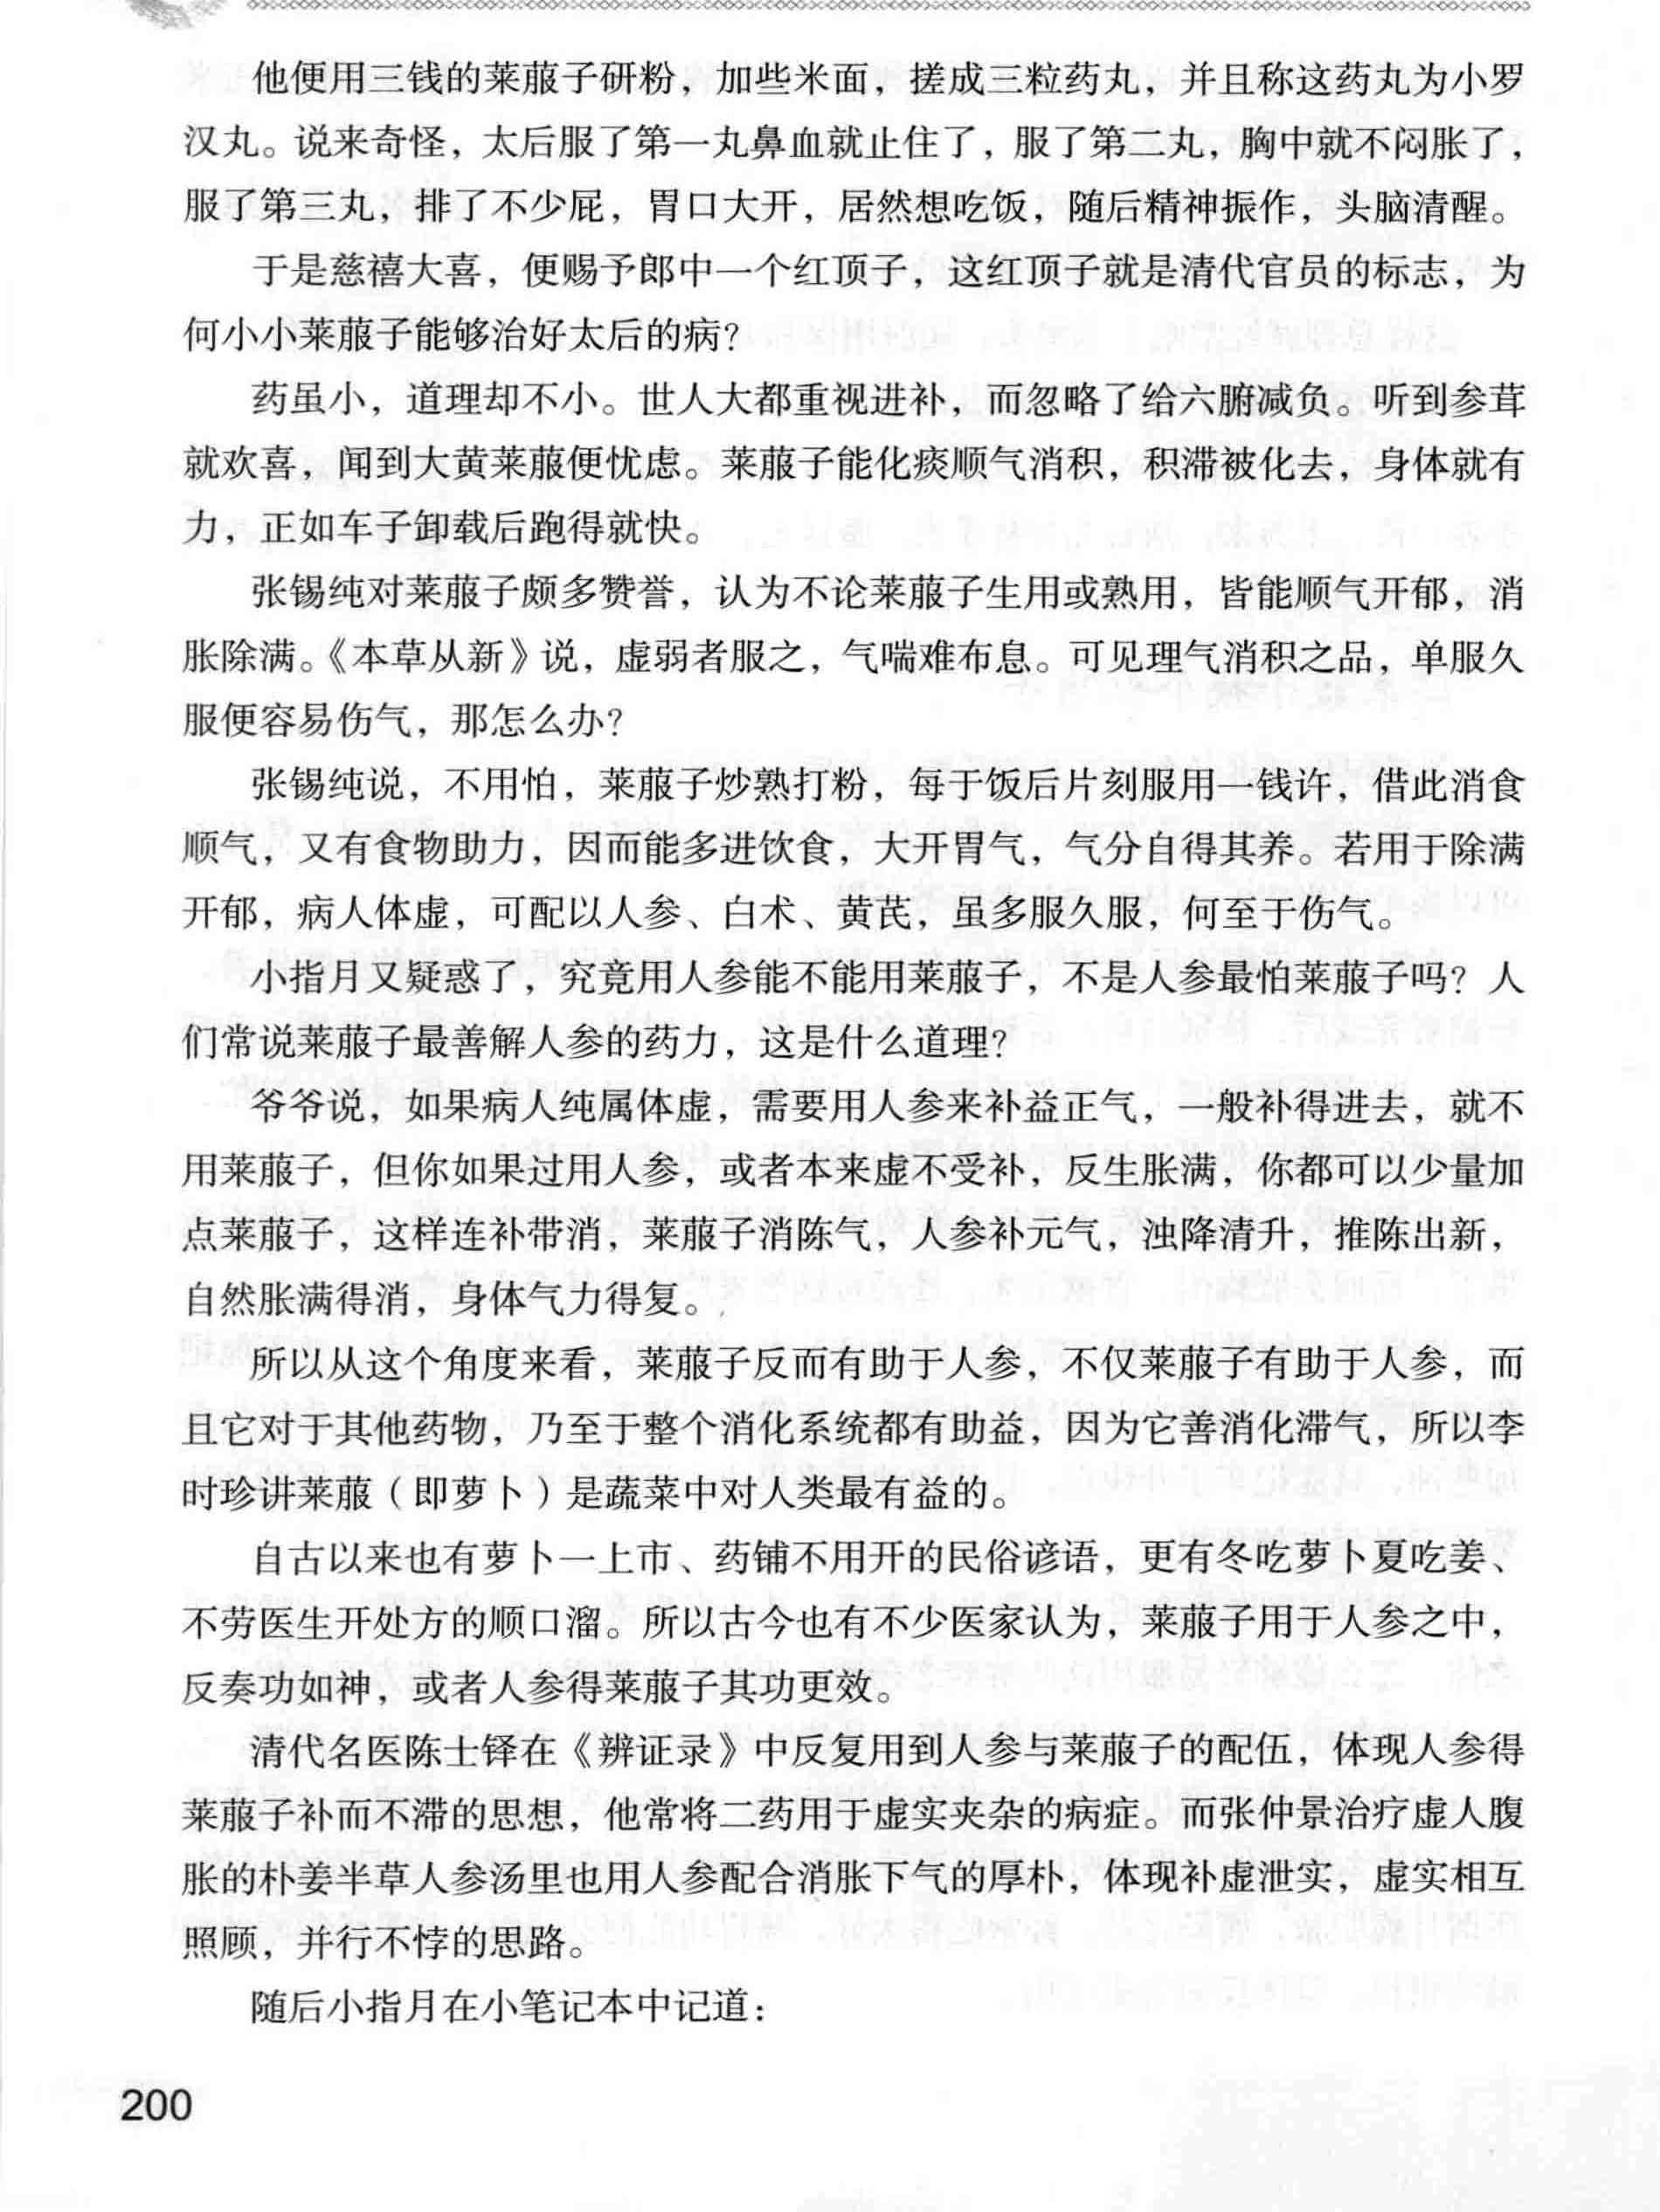 他便用三钱的莱菔子研粉，加些米面，搓成三粒药丸，并且称这药丸为小罗
汉丸。说来奇怪，太后服了第一丸鼻血就止住了，服了第二丸，胸中就不闷胀了，
服了第三丸，排了不少屁，胃口大开，居然想吃饭，随后精神振作，头脑清醒。
于是慈禧大喜，便赐予郎中一个红顶子，这红顶子就是清代官员的标志，为
何小小莱菔子能够治好太后的病？
药虽小，道理却不小。世人大都重视进补，而忽略了给六腑减负。听到参茸
就欢喜，闻到大黄莱菔便忧虑。莱菔子能化痰顺气消积，积滞被化去，身体就有
力，正如车子卸载后跑得就快。
张锡纯对莱菔子颇多赞誉，认为不论莱菔子生用或熟用，皆能顺气开郁，消
胀除满。《本草从新》说，虚弱者服之，气喘难布息。可见理气消积之品，单服久
服便容易伤气，那怎么办？
张锡纯说，不用怕，莱菔子炒熟打粉，每于饭后片刻服用一钱许，借此消食
顺气，又有食物助力，因而能多进饮食，大开胃气，气分自得其养。若用于除满
开郁，病人体虚，可配以人参、白术、黄芪，虽多服久服，何至于伤气。
小指月又疑惑了，究竟用人参能不能用莱菔子，不是人参最怕莱菔子吗？人
们常说莱菔子最善解人参的药力，这是什么道理？
爷爷说，如果病人纯属体虚，需要用人参来补益正气，一般补得进去，就不
用莱菔子，但你如果过用人参，或者本来虚不受补，反生胀满，你都可以少量加
点莱菔子，这样连补带消，莱菔子消陈气，人参补元气，浊降清升，推陈出新，
自然胀满得消，身体气力得复。
所以从这个角度来看，莱菔子反而有助于人参，不仅莱菔子有助于人参，而
且它对于其他药物，乃至于整个消化系统都有助益，因为它善消化滞气，所以李
时珍讲莱菔（即萝卜）是蔬菜中对人类最有益的。
自古以来也有萝卜一上市、药铺不用开的民俗谚语，更有冬吃萝卜夏吃姜、
不劳医生开处方的顺口溜。所以古今也有不少医家认为，莱菔子用于人参之中，
反奏功如神，或者人参得莱菔子其功更效。
清代名医陈士铎在《辨证录》中反复用到人参与莱菔子的配伍，体现人参得
莱菔子补而不滞的思想，他常将二药用于虚实夹杂的病症。而张仲景治疗虚人腹
胀的朴姜半草人参汤里也用人参配合消胀下气的厚朴，体现补虚泄实，虚实相互
照顾，并行不悖的思路。
随后小指月在小笔记本中记道：
200